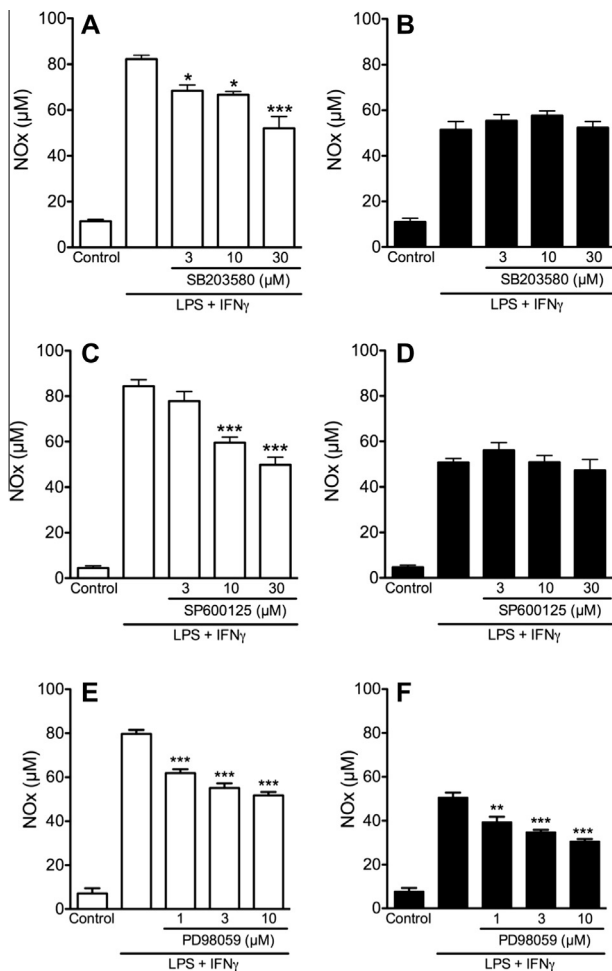 A
NOx (µM)
100
80
60
40
20
0
* * ***
Control 3 10 30
SB203580 (µM)
LPS + IFNγ
B
NOx (µM)
100
80
60
40
20
0
Control 3 10 30
SB203580 (µM)
LPS + IFNγ
C
NOx (µM)
100
80
60
40
20
0
*** ***
Control 3 10 30
SP600125 (µM)
LPS + IFNγ
D
NOx (µM)
100
80
60
40
20
0
Control 3 10 30
SP600125 (µM)
LPS + IFNγ
E
NOx (µM)
100
80
60
40
20
0
*** *** ***
Control 1 3 10
PD98059 (µM)
LPS + IFNγ
F
NOx (µM)
100
80
60
40
20
0
** *** ***
Control 1 3 10
PD98059 (µM)
LPS + IFNγ